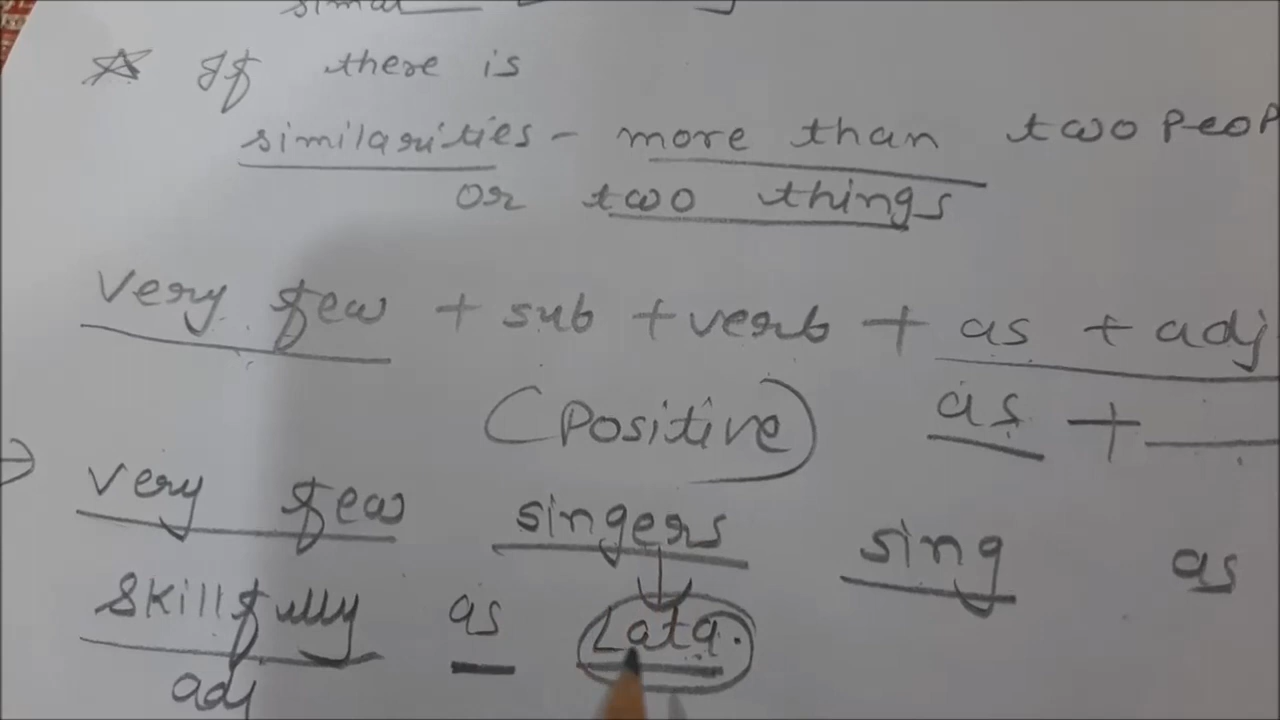 If there is
similarities - more than two peop
or two things
very few + sub + verb + as + adj
(Positive) as +
very few singers sing as
skillfully as Lata.
adj